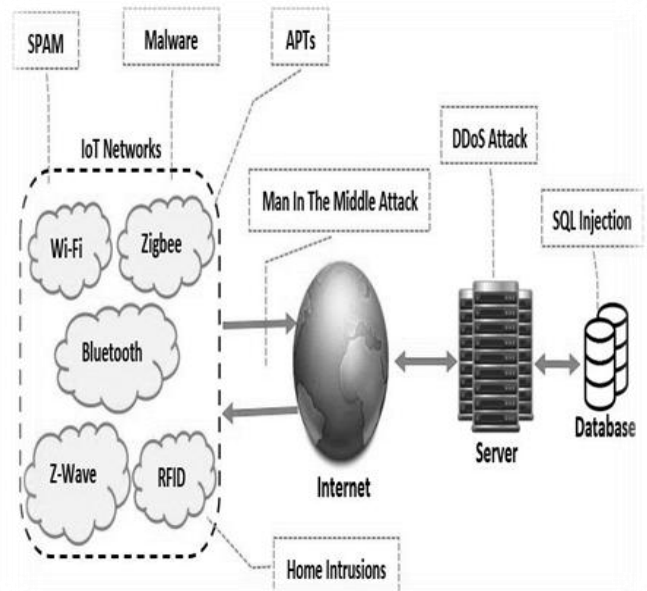 SPAM
Malware
APTs
IoT Networks
DDoS Attack
Man In The Middle Attack
SQL Injection
Wi-Fi
Zigbee
Bluetooth
Z-Wave
RFID
Internet
Server
Database
Home Intrusions